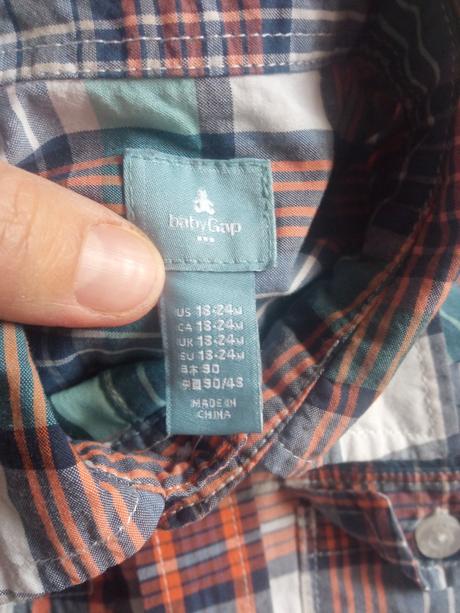 babyGap
US 18-24M
CA 18-24M
UK 18-24M
EU 18-24M
日本 90
中国 90/48
MADE IN
CHINA